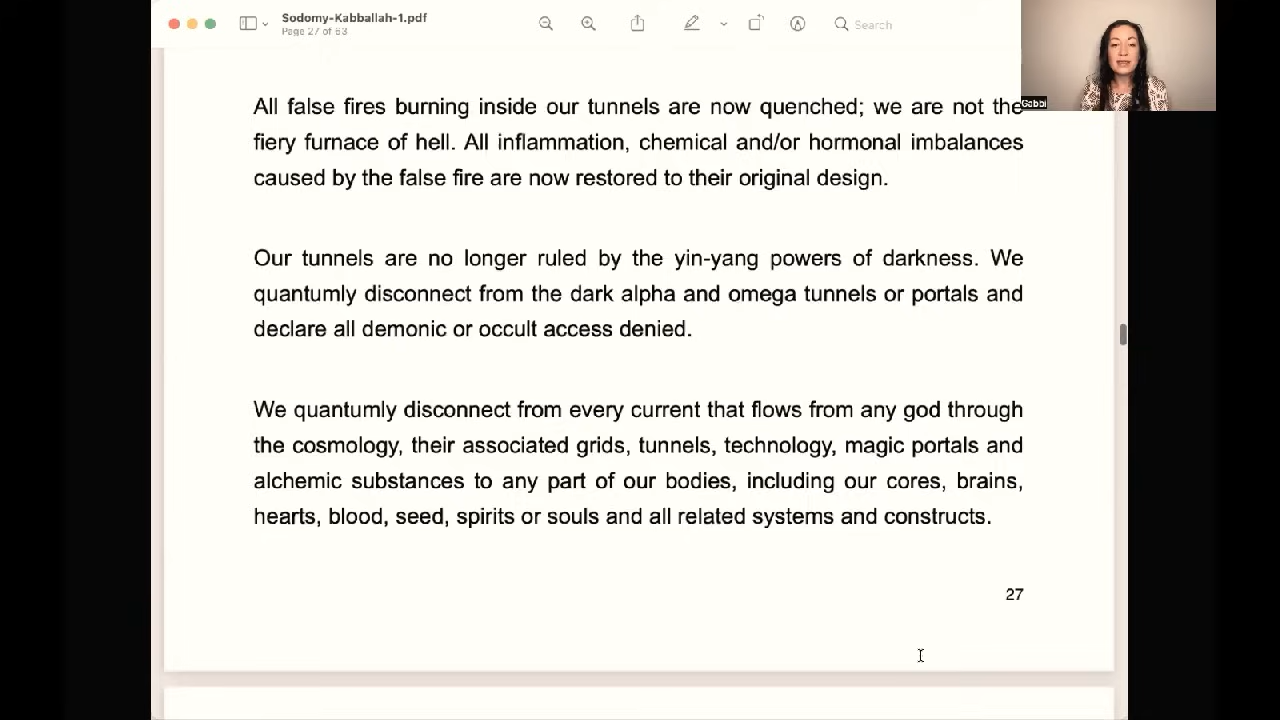 Sodomy-Kabballah-1.pdf
Page 27 of 63
Search
Gabbi
All false fires burning inside our tunnels are now quenched; we are not the
fiery furnace of hell. All inflammation, chemical and/or hormonal imbalances
caused by the false fire are now restored to their original design.
Our tunnels are no longer ruled by the yin-yang powers of darkness. We
quantumly disconnect from the dark alpha and omega tunnels or portals and
declare all demonic or occult access denied.
We quantumly disconnect from every current that flows from any god through
the cosmology, their associated grids, tunnels, technology, magic portals and
alchemic substances to any part of our bodies, including our cores, brains,
hearts, blood, seed, spirits or souls and all related systems and constructs.
27